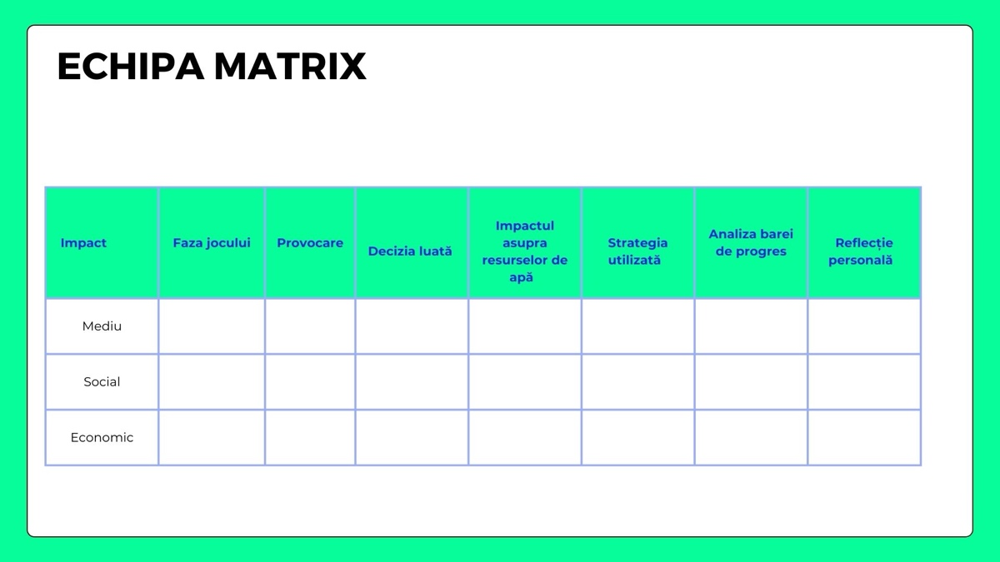 ECHIPA MATRIX
Impact
Faza jocului
Provocare
Decizia luată
Impactul
asupra
resurselor de
apă
Strategia
utilizată
Analiza barei
de progres
Reflecție
personală
Mediu
Social
Economic